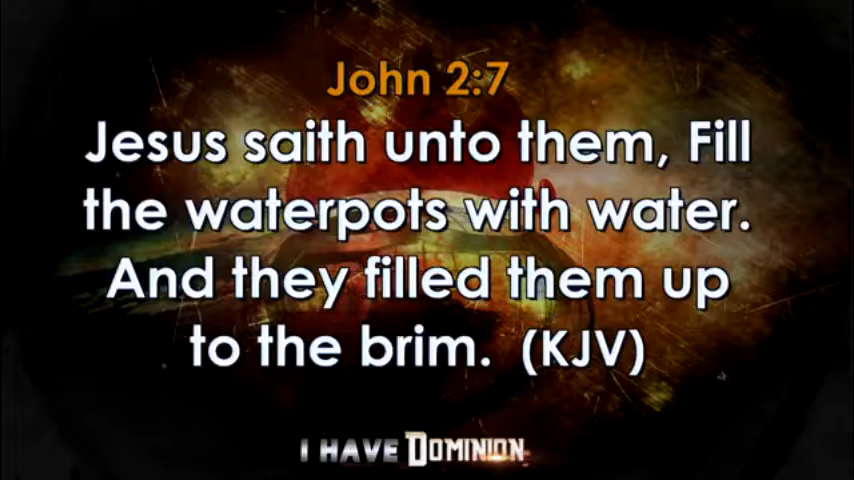 John 2:7
Jesus saith unto them, Fill
the waterpots with water.
And they filled them up
to the brim. (KJV)
I HAVE DOMINION